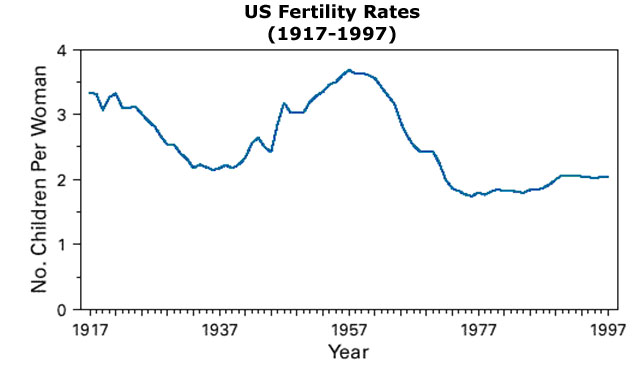 US Fertility Rates
(1917-1997)
No. Children Per Woman
4
3
2
1
0
1917 1937 1957 1977 1997
Year